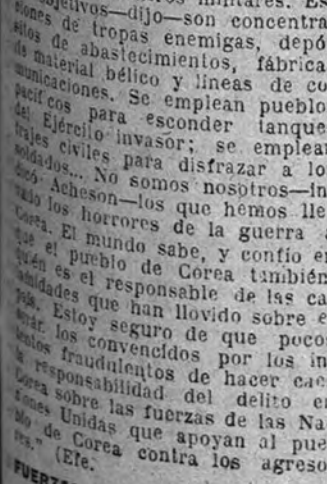 objetivos—dijo—son concentra
ciones de tropas enemigas, depó
sitos de abastecimientos, fábrica
de material bélico y líneas de co
municaciones. Se emplean pueblo
pacíficos para esconder tanque
del Ejército invasor; se emplean
trajes civiles para disfrazar a lo
soldados... No somos nosotros—in
dicó Acheson—los que hemos lle
vado los horrores de la guerra a
Corea. El mundo sabe, y confío en
que el pueblo de Corea también
quién es el responsable de las ca
amidades que han llovido sobre e
país. Estoy seguro de que poco
serán los convencidos por los in
tentos fraudulentos de hacer cae
la responsabilidad del delito en
Corea sobre las fuerzas de las Na
ciones Unidas que apoyan al pue
blo de Corea contra los agreso
res." (Efe.